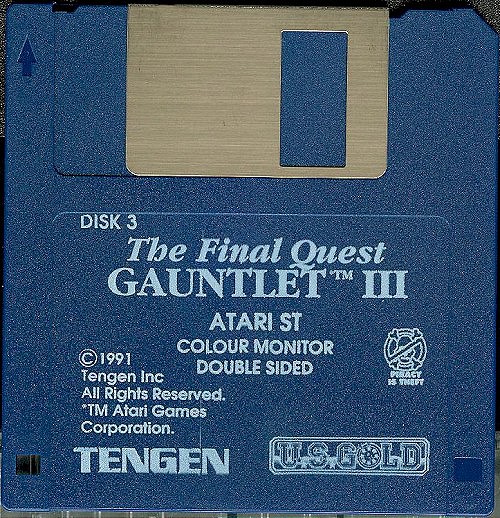 DISK 3
The Final Quest
GAUNTLET™ III
ATARI ST
COLOUR MONITOR
DOUBLE SIDED
©1991
Tengen Inc
All Rights Reserved.
*TM Atari Games
Corporation.
PIRACY
IS THEFT
TENGEN
U.S.GOLD